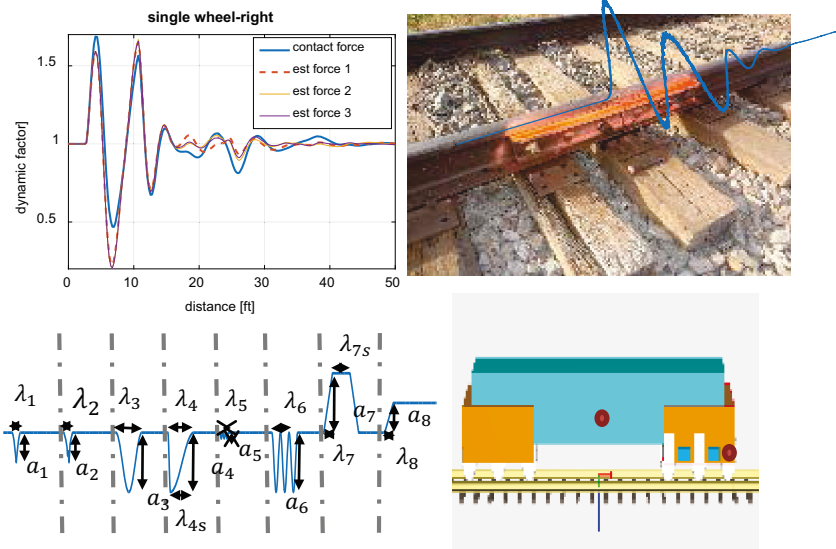 single wheel-right
dynamic factor]
1.5
1
0.5
contact force
est force 1
est force 2
est force 3
0 10 20 30 40 50
distance [ft]
λ₁ λ₂ λ₃ λ₄ λ₅ λ₆ λ₇ₛ
a₁ a₂ a₃ λ₄ₛ a₄ a₅ a₆ λ₇ a₇ λ₈ a₈